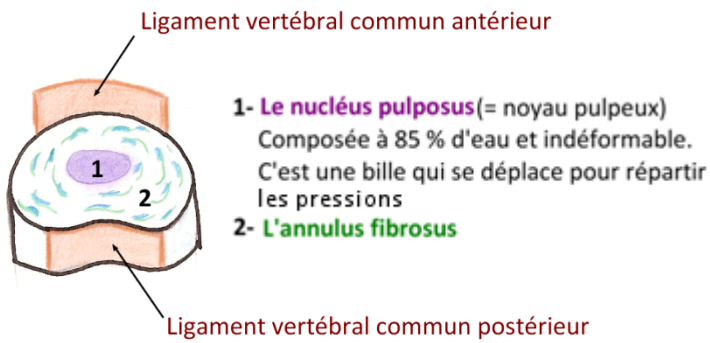 Ligament vertébral commun antérieur
1- Le nucléus pulposus (= noyau pulpeux)
Composée à 85 % d'eau et indéformable.
C'est une bille qui se déplace pour répartir
les pressions
2- L'annulus fibrosus
1
2
Ligament vertébral commun postérieur